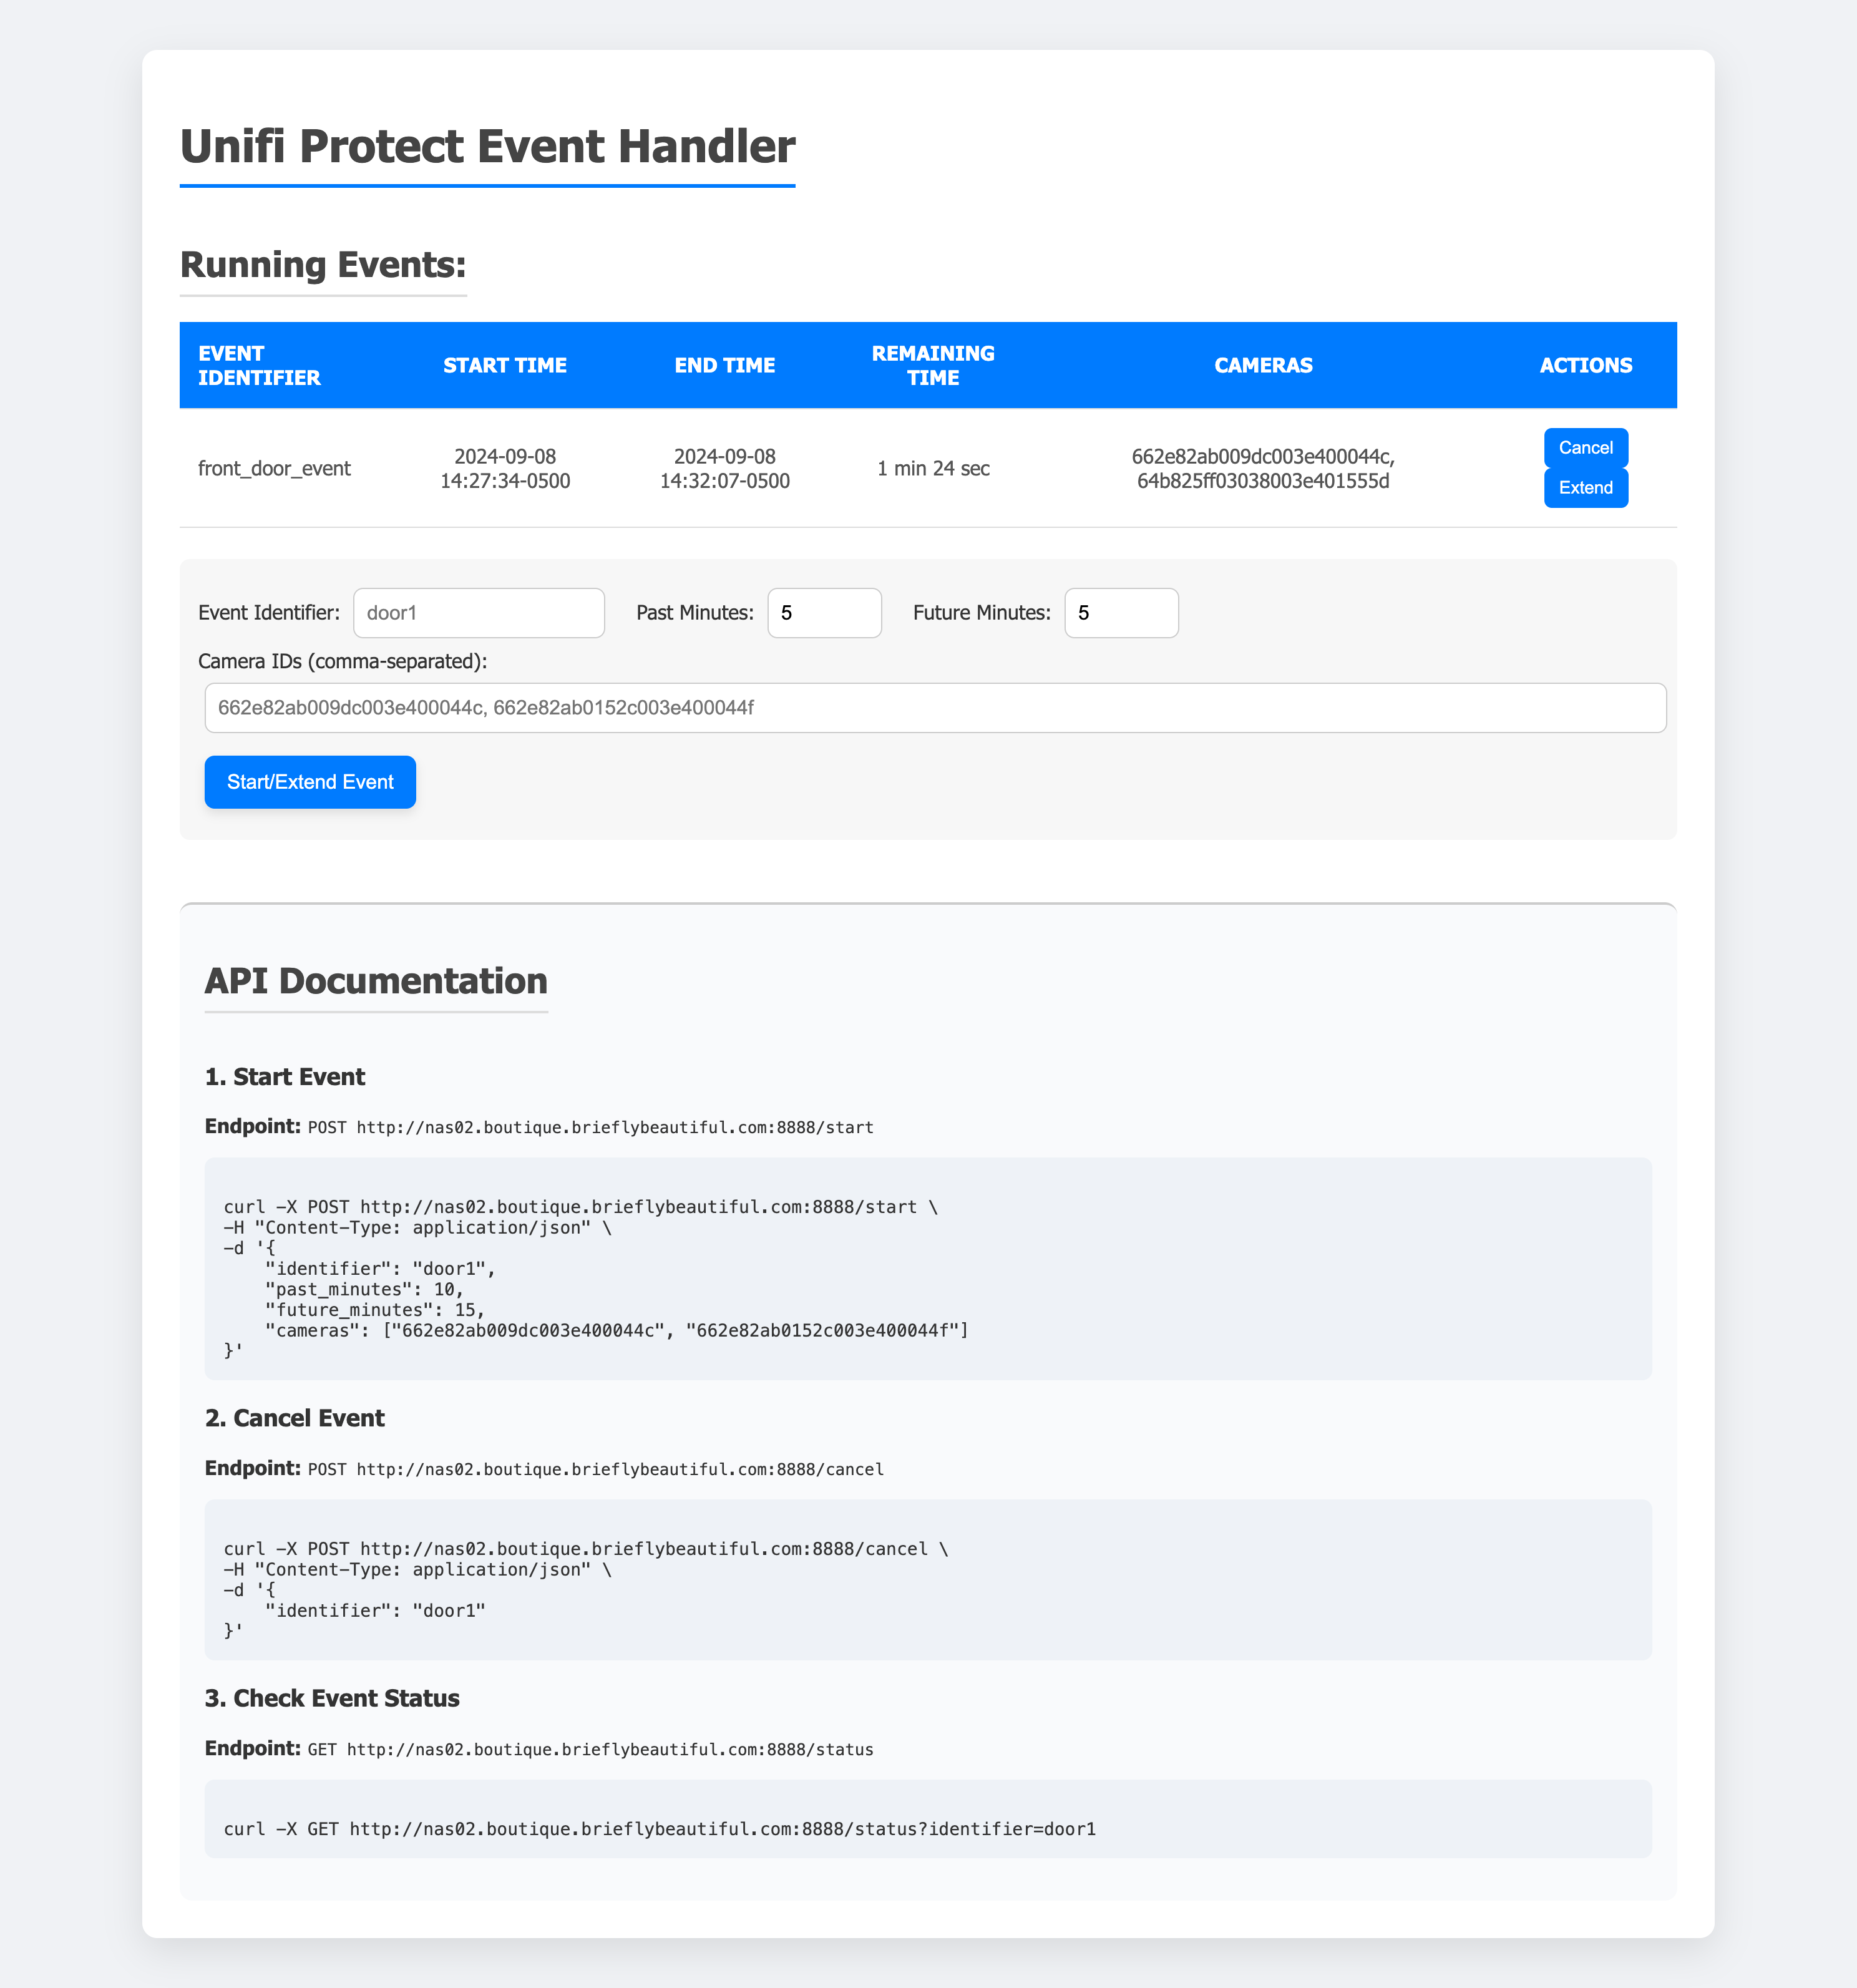 Unifi Protect Event Handler
Running Events:
EVENT IDENTIFIER START TIME END TIME REMAINING TIME CAMERAS ACTIONS
front_door_event 2024-09-08 14:27:34-0500 2024-09-08 14:32:07-0500 1 min 24 sec 662e82ab009dc003e400044c, 64b825ff03038003e401555d Cancel Extend
Event Identifier: door1 Past Minutes: 5 Future Minutes: 5
Camera IDs (comma-separated):
662e82ab009dc003e400044c, 662e82ab0152c003e400044f
Start/Extend Event
API Documentation
1. Start Event
Endpoint: POST http://nas02.boutique.brieflybeautiful.com:8888/start
curl -X POST http://nas02.boutique.brieflybeautiful.com:8888/start \
-H "Content-Type: application/json" \
-d '{
    "identifier": "door1",
    "past_minutes": 10,
    "future_minutes": 15,
    "cameras": ["662e82ab009dc003e400044c", "662e82ab0152c003e400044f"]
}'
2. Cancel Event
Endpoint: POST http://nas02.boutique.brieflybeautiful.com:8888/cancel
curl -X POST http://nas02.boutique.brieflybeautiful.com:8888/cancel \
-H "Content-Type: application/json" \
-d '{
    "identifier": "door1"
}'
3. Check Event Status
Endpoint: GET http://nas02.boutique.brieflybeautiful.com:8888/status
curl -X GET http://nas02.boutique.brieflybeautiful.com:8888/status?identifier=door1